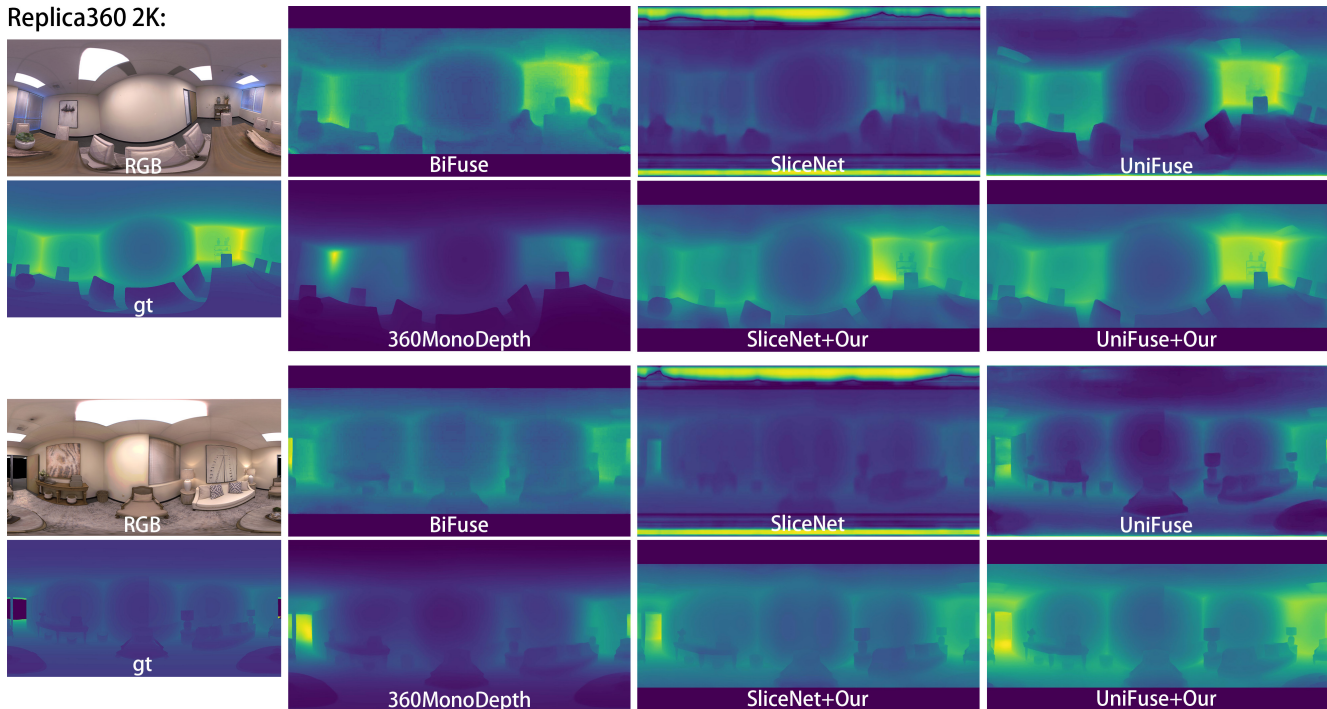 Replica360 2K:
RGB
BiFuse
SliceNet
UniFuse
gt
360MonoDepth
SliceNet+Our
UniFuse+Our
RGB
BiFuse
SliceNet
UniFuse
gt
360MonoDepth
SliceNet+Our
UniFuse+Our